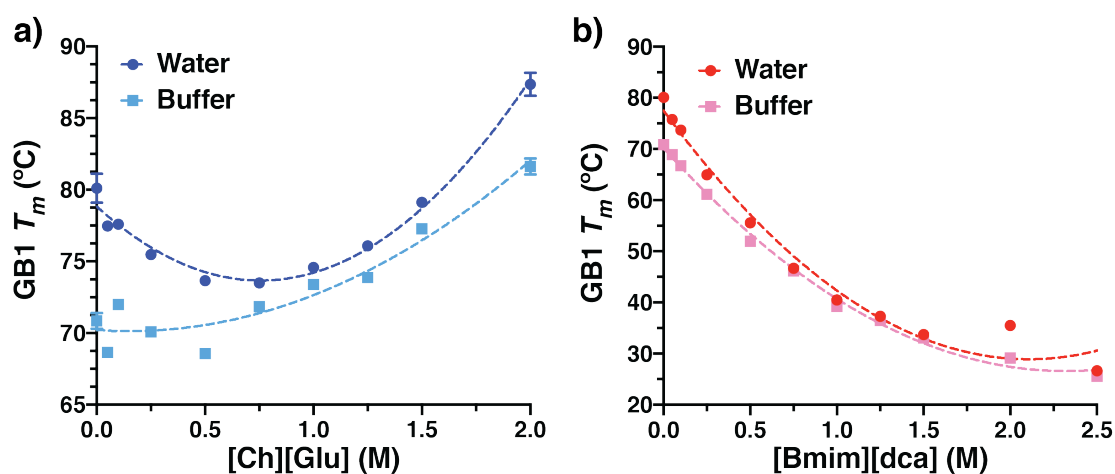 a)
Water
Buffer
GB1 Tm (ºC)
90
85
80
75
70
65
0.0 0.5 1.0 1.5 2.0
[Ch][Glu] (M)
b)
Water
Buffer
GB1 Tm (ºC)
90
80
70
60
50
40
30
20
0.0 0.5 1.0 1.5 2.0 2.5
[Bmim][dca] (M)